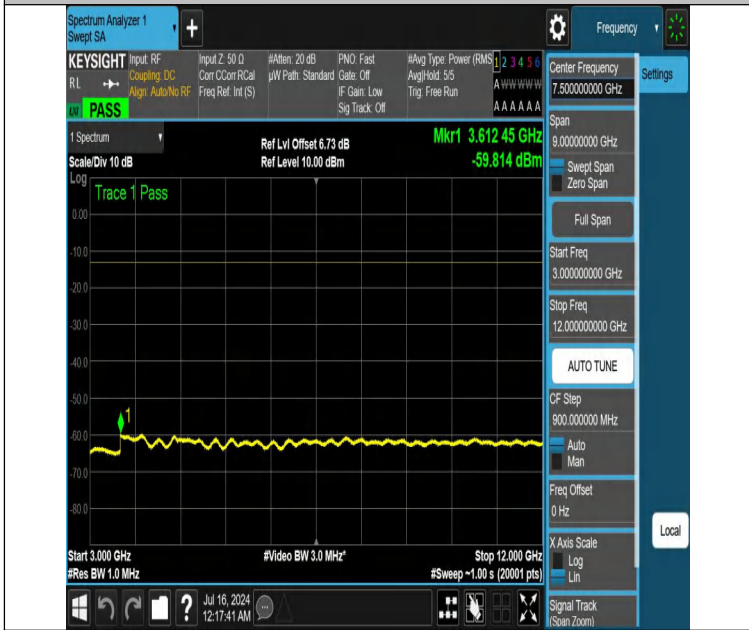 Spectrum Analyzer 1
Swept SA
+
Frequency
KEYSIGHT
RL
LXI
PASS
Input: RF
Coupling: DC
Align: Auto/No RF
Input Z: 50 Ω
Corr CCorr RCal
Freq Ref: Int (S)
#Atten: 20 dB
µW Path: Standard
PNO: Fast
Gate: Off
IF Gain: Low
Sig Track: Off
#Avg Type: Power (RMS
Avg|Hold: 5/5
Trig: Free Run
1 2 3 4 5 6
A W W W W W
A A A A A A
1 Spectrum
Scale/Div 10 dB
Ref Lvl Offset 6.73 dB
Ref Level 10.00 dBm
Mkr1 3.612 45 GHz
-59.814 dBm
Log
Trace 1 Pass
0.00
-10.0
-20.0
-30.0
-40.0
-50.0
-60.0
-70.0
-80.0
1
Start 3.000 GHz
#Res BW 1.0 MHz
#Video BW 3.0 MHz*
Stop 12.000 GHz
#Sweep ~1.00 s (20001 pts)
Center Frequency
7.500000000 GHz
Settings
Span
9.00000000 GHz
Swept Span
Zero Span
Full Span
Start Freq
3.000000000 GHz
Stop Freq
12.000000000 GHz
AUTO TUNE
CF Step
900.000000 MHz
Auto
Man
Freq Offset
0 Hz
X Axis Scale
Log
Lin
Signal Track
(Span Zoom)
Local
?
Jul 16, 2024
12:17:41 AM